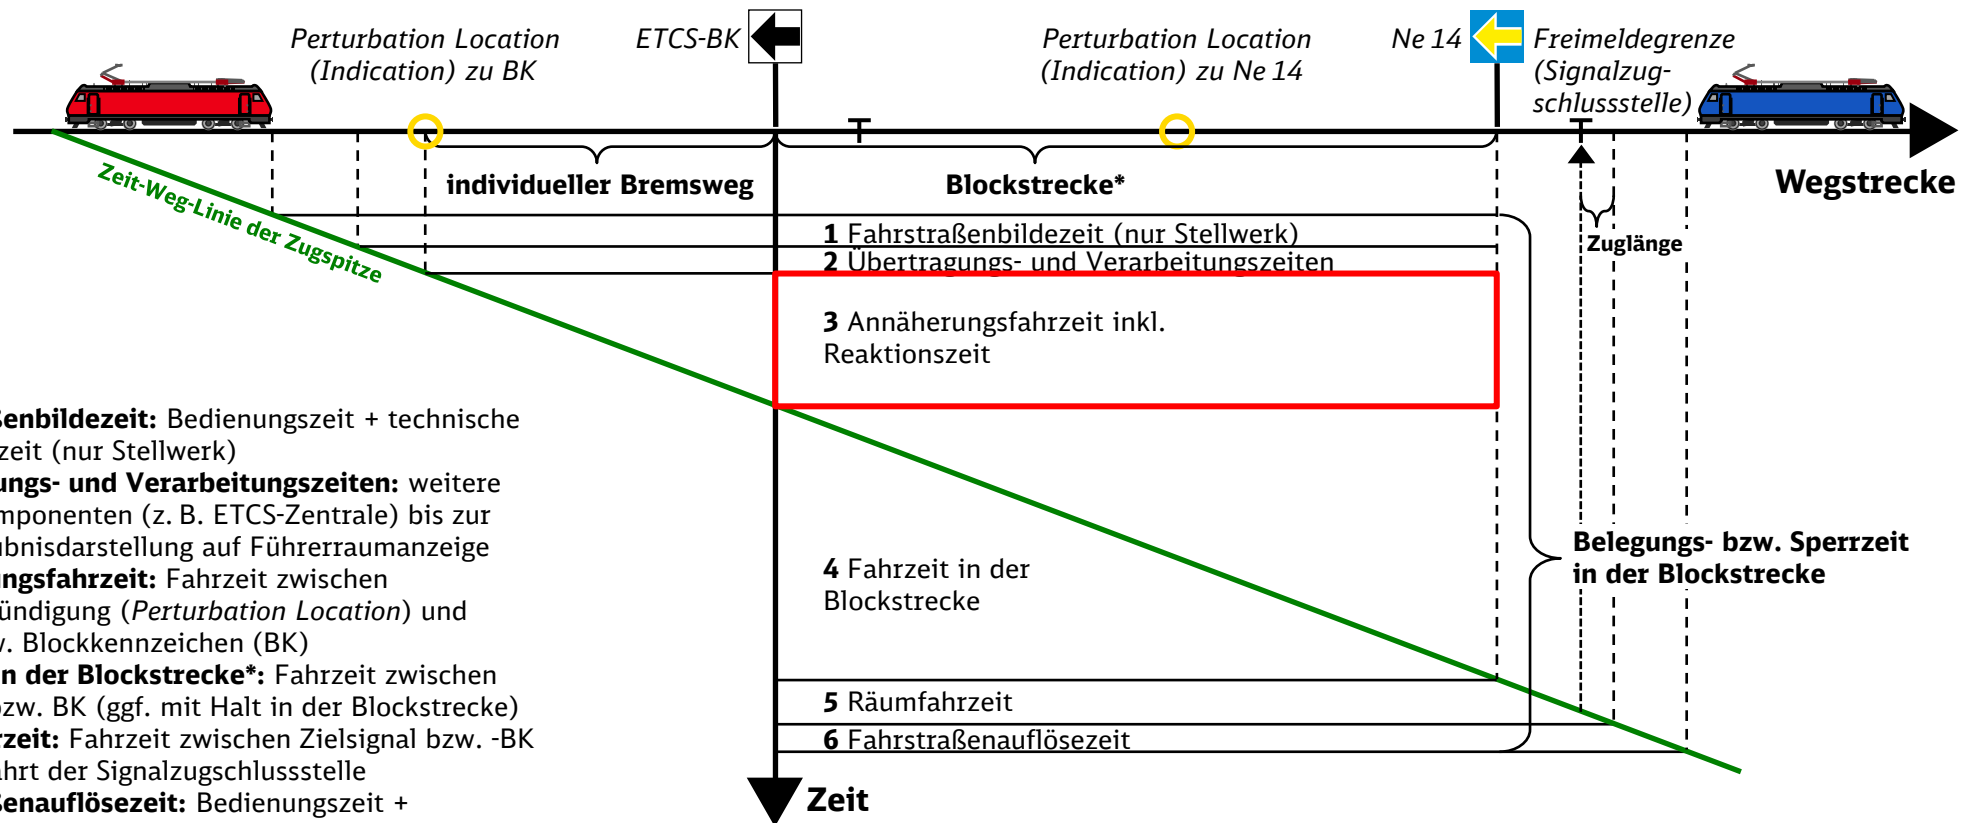 Perturbation Location
(Indication) zu BK
ETCS-BK
Perturbation Location
(Indication) zu Ne 14
Ne 14
Freimeldegrenze
(Signalzug-
schlussstelle)
individueller Bremsweg
Blockstrecke*
Wegstrecke
Zeit-Weg-Linie der Zugspitze
Zuglänge
1 Fahrstraßenbildezeit (nur Stellwerk)
2 Übertragungs- und Verarbeitungszeiten
3 Annäherungsfahrzeit inkl.
Reaktionszeit
4 Fahrzeit in der
Blockstrecke
5 Räumfahrzeit
6 Fahrstraßenauflösezeit
Belegungs- bzw. Sperrzeit
in der Blockstrecke
Zeit
ßenbildezeit: Bedienungszeit + technische
zeit (nur Stellwerk)
ungs- und Verarbeitungszeiten: weitere
mponenten (z. B. ETCS-Zentrale) bis zur
ubnisdarstellung auf Führerraumanzeige
ngsfahrzeit: Fahrzeit zwischen
ündigung (Perturbation Location) und
w. Blockkennzeichen (BK)
n der Blockstrecke*: Fahrzeit zwischen
bzw. BK (ggf. mit Halt in der Blockstrecke)
rzeit: Fahrzeit zwischen Zielsignal bzw. -BK
ahrt der Signalzugschlussstelle
ßenauflösezeit: Bedienungszeit +